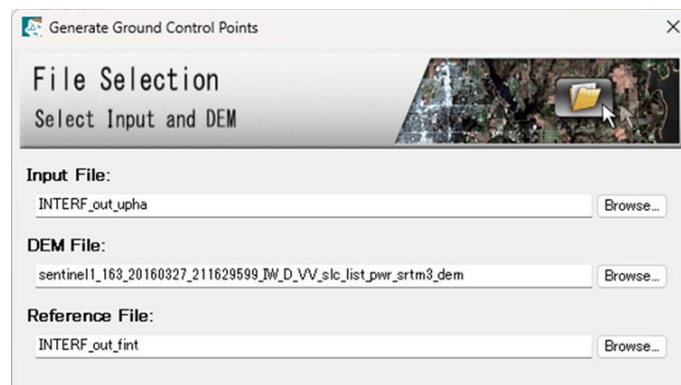 Generate Ground Control Points
File Selection
Select Input and DEM
Input File:
INTERF_out_upha
Browse...
DEM File:
sentinel1_163_20160327_211629599_IW_D_VV_slc_list_pwr_srtm3_dem
Browse...
Reference File:
INTERF_out_fint
Browse...